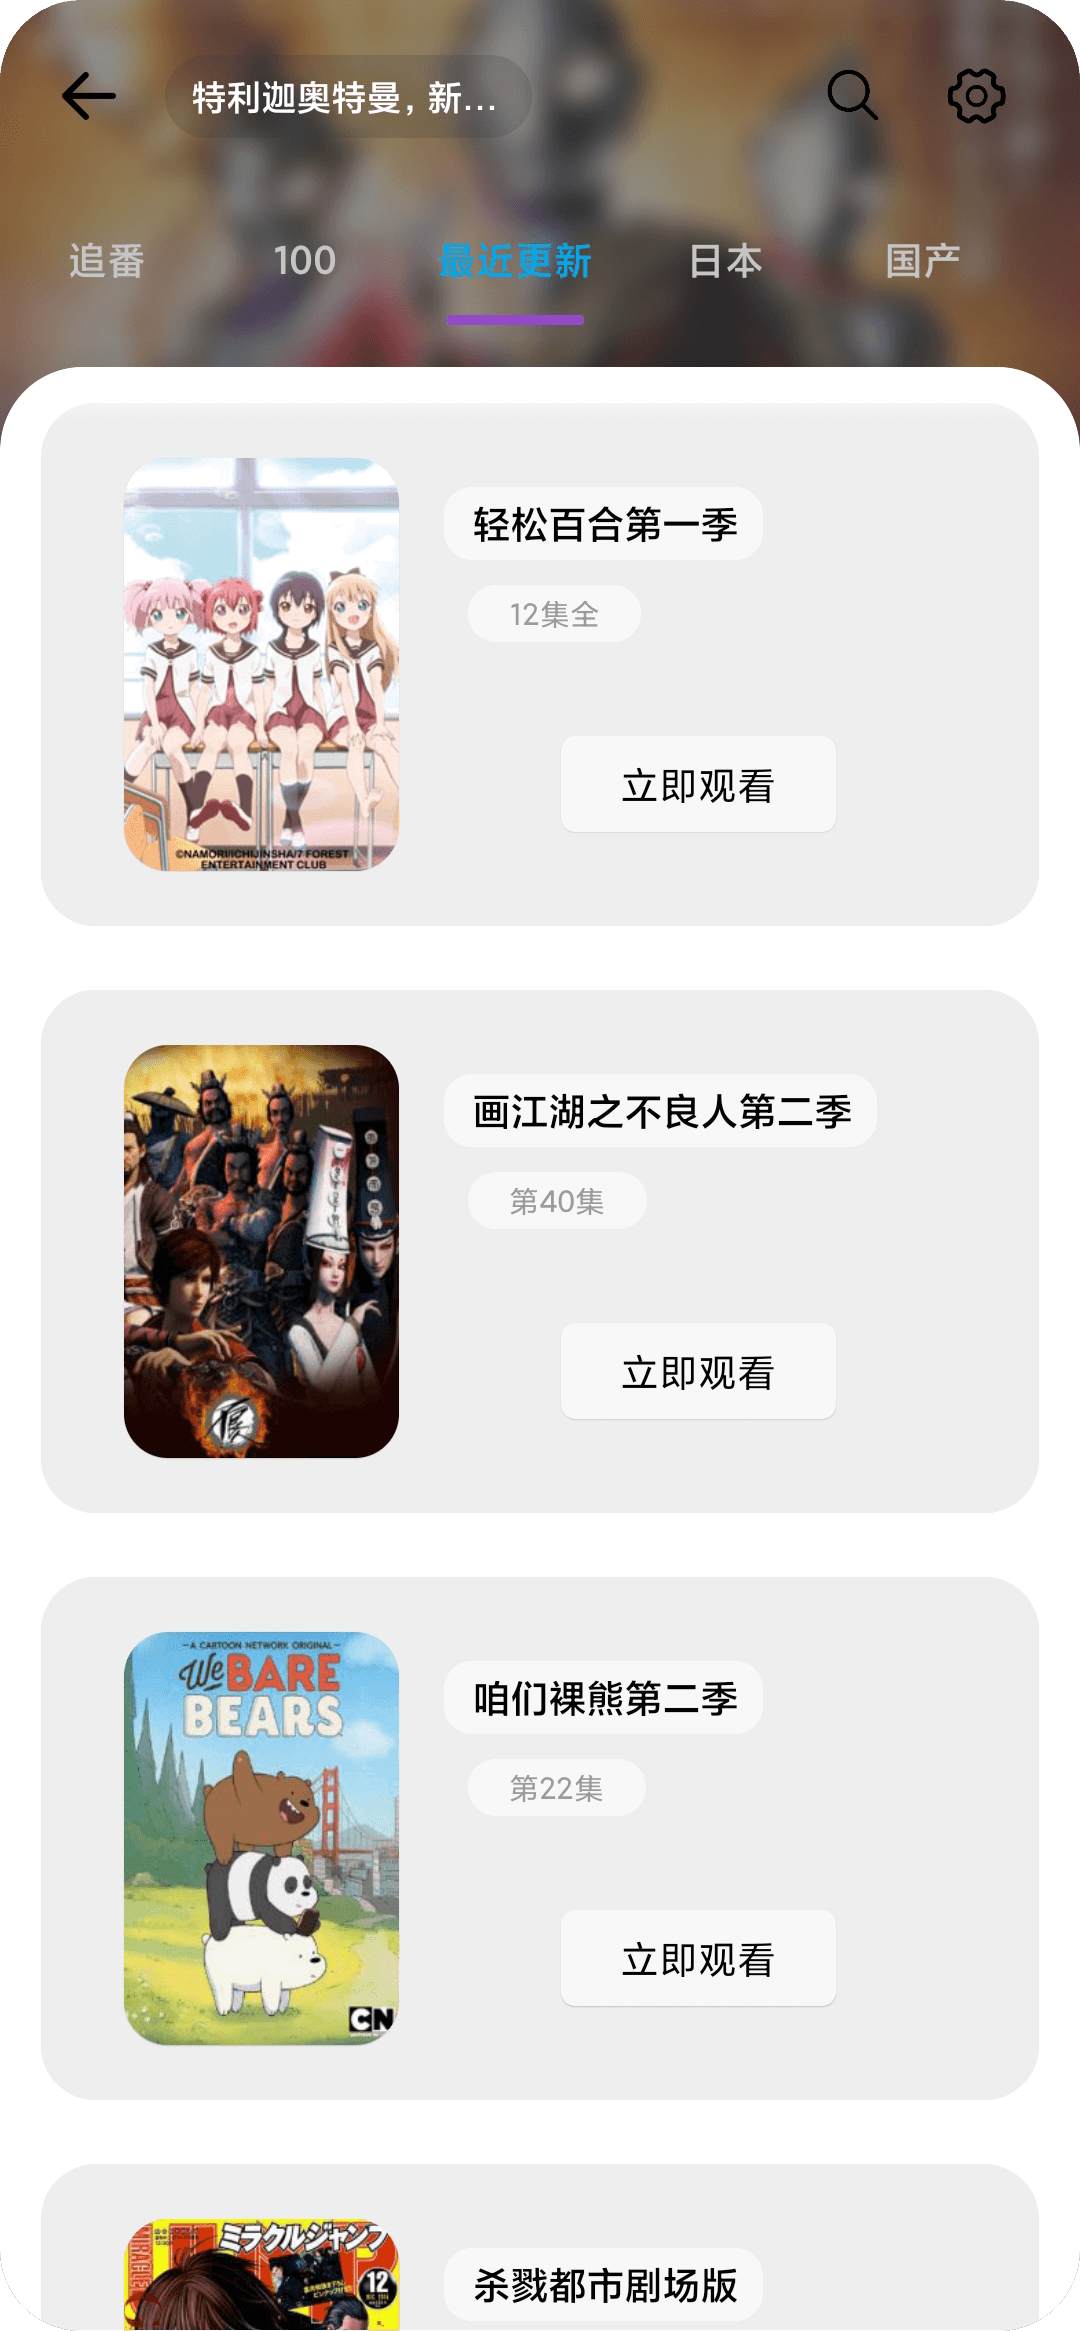 特利迦奥特曼，新...
追番
100
最近更新
日本
国产
轻松百合第一季
12集全
立即观看
©NAMORI/ICHIJINSHA/7 FOREST
ENTERTAINMENT CLUB
画江湖之不良人第二季
第40集
立即观看
A CARTOON NETWORK ORIGINAL
We BARE
BEARS
咱们裸熊第二季
第22集
立即观看
CN
ミラクルジャンプ
12
杀戮都市剧场版